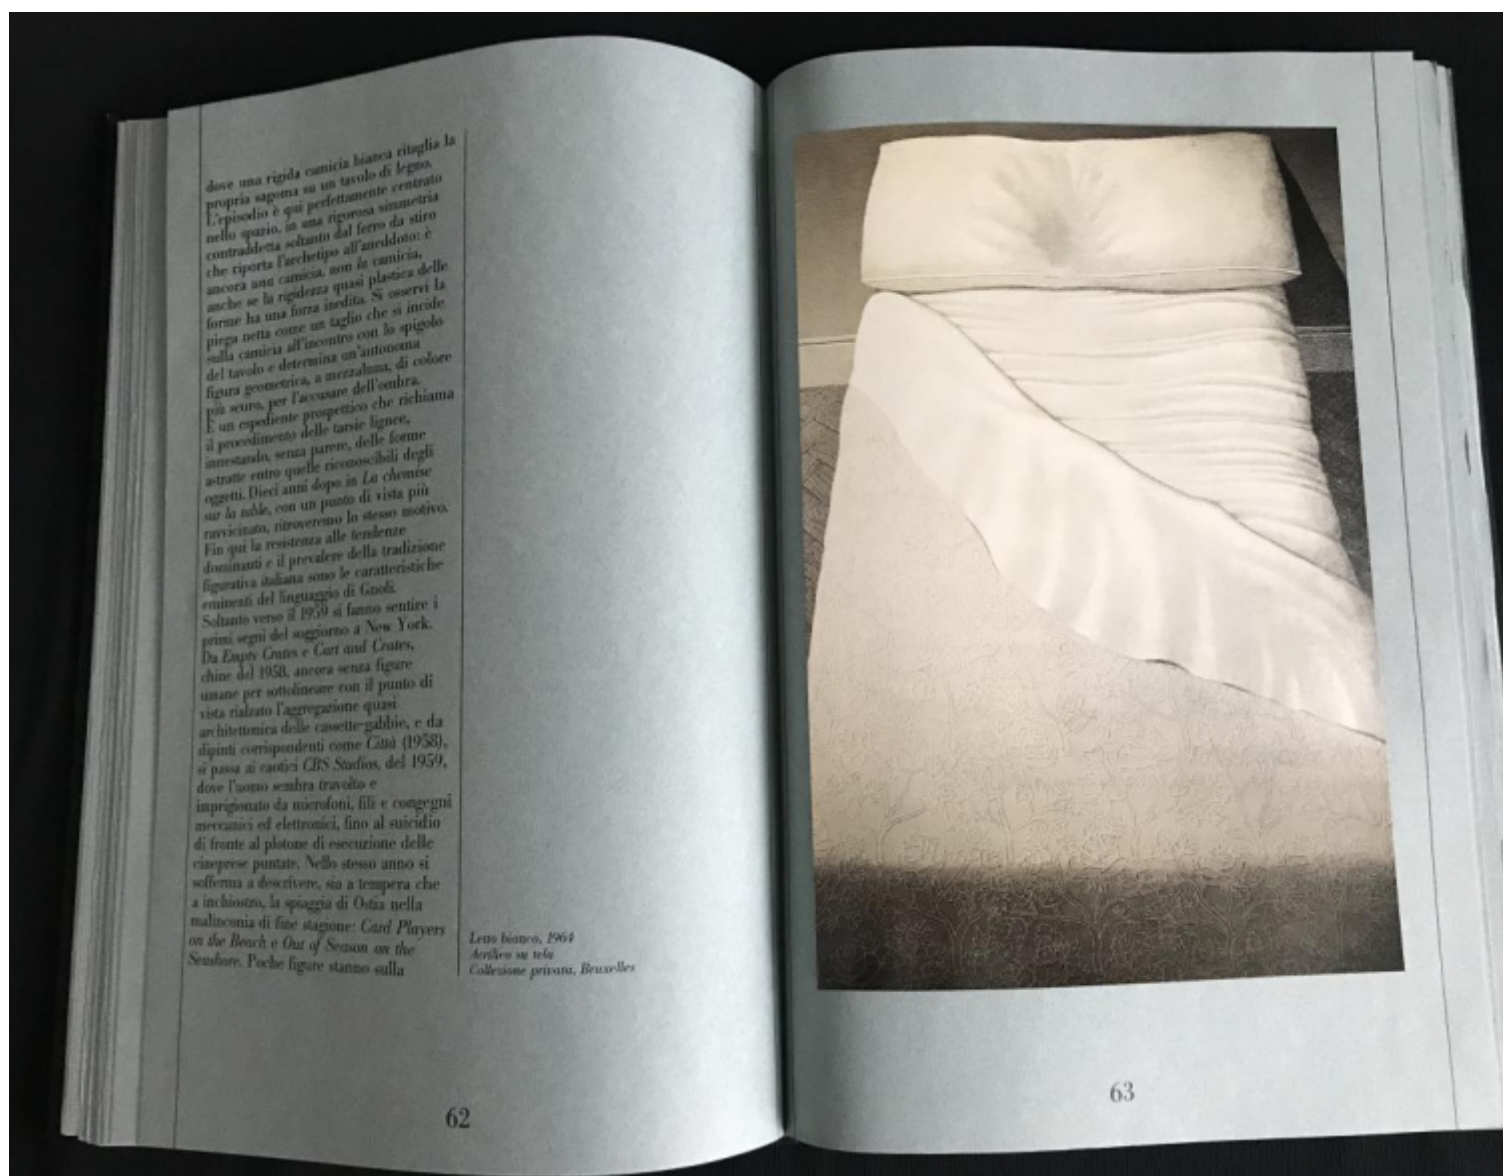 dove una rigida camicia bianca ritaglia la
propria sagoma su un tavolo di legno.
L'episodio è qui perfettamente centrato
nello spazio, in una rigorosa simmetria
contraddetta soltanto dal ferro da stiro
che riporta l'archetipo all'aneddoto: è
ancora una camicia, non la camicia,
anche se la rigidezza quasi plastica delle
forme ha una forza inedita. Si osservi la
piega netta come un taglio che si incide
sulla camicia all'incontro con lo spigolo
del tavolo e determina un'autonoma
figura geometrica, a mezzaluna, di colore
più scuro, per l'accusare dell'ombra.
È un espediente prospettico che richiama
il procedimento delle tarsie lignee,
innestando, senza parere, delle forme
astratte entro quelle riconoscibili degli
oggetti. Dieci anni dopo in La chemise
sur la table, con un punto di vista più
ravvicinato, ritroveremo lo stesso motivo.
Fin qui la resistenza alle tendenze
dominanti e il prevalere della tradizione
figurativa italiana sono le caratteristiche
eminenti del linguaggio di Gnoli.
Soltanto verso il 1959 si fanno sentire i
primi segni del soggiorno a New York.
Da Empty Crates e Cart and Crates,
chine del 1958, ancora senza figure
umane per sottolineare con il punto di
vista rialzato l'aggregazione quasi
architettonica delle cassette-gabbie, e da
dipinti corrispondenti come Città (1958),
si passa ai caotici CBS Studios, del 1959,
dove l'uomo sembra travolto e
imprigionato da microfoni, fili e congegni
meccanici ed elettronici, fino al suicidio
di fronte al plotone di esecuzione delle
cineprese puntate. Nello stesso anno si
sofferma a descrivere, sia a tempera che
a inchiostro, la spiaggia di Ostia nella
malinconia di fine stagione: Card Players
on the Beach e Out of Season on the
Seashore. Poche figure stanno sulla
Letto bianco, 1964
Acrilico su tela
Collezione privata, Bruxelles
62
63